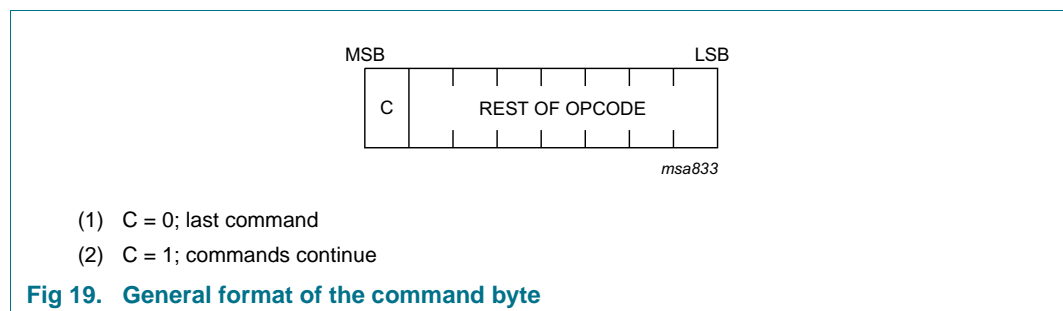 MSB LSB
C REST OF OPCODE
msa833
(1) C = 0; last command
(2) C = 1; commands continue
Fig 19. General format of the command byte